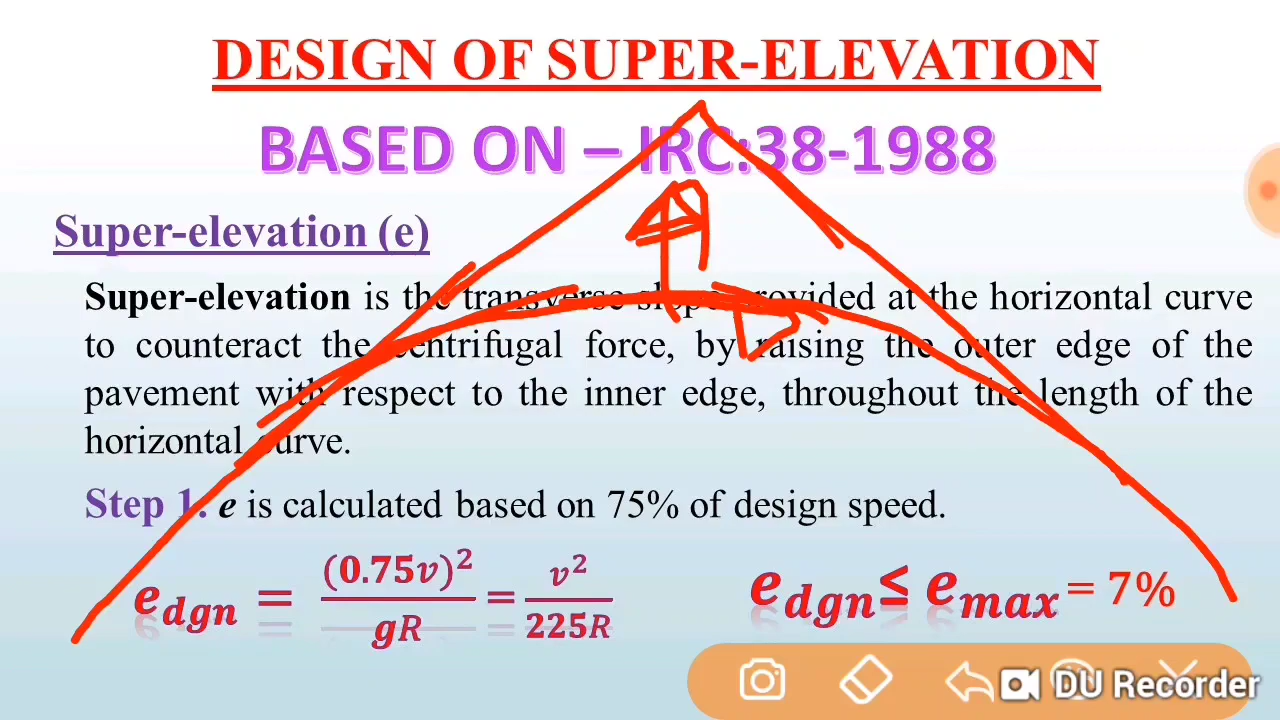 DESIGN OF SUPER-ELEVATION
BASED ON – IRC:38-1988
Super-elevation (e)
Super-elevation is the transverse slope provided at the horizontal curve
to counteract the centrifugal force, by raising the outer edge of the
pavement with respect to the inner edge, throughout the length of the
horizontal curve.
Step 1: e is calculated based on 75% of design speed.
e_dgn = (0.75v)²/gR = v²/225R e_dgn ≤ e_max = 7%
DU Recorder